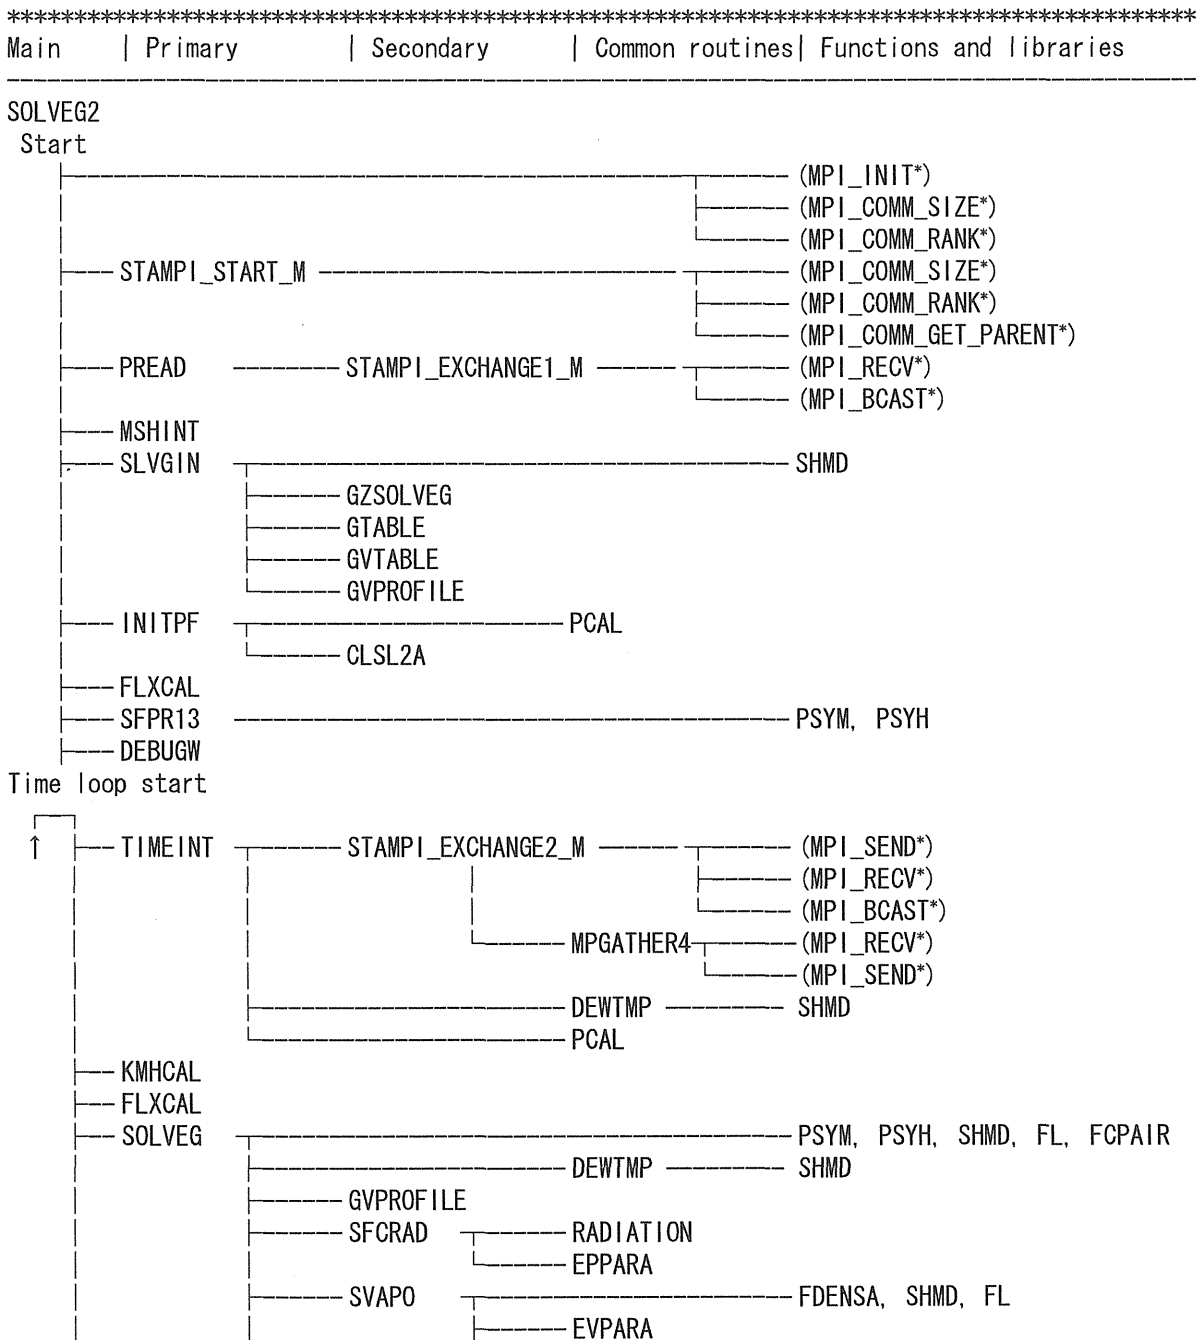 ******************************************************************************************
Main | Primary | Secondary | Common routines| Functions and libraries
SOLVEG2
Start
(MPI_INIT*)
(MPI_COMM_SIZE*)
(MPI_COMM_RANK*)
STAMPI_START_M (MPI_COMM_SIZE*)
(MPI_COMM_RANK*)
(MPI_COMM_GET_PARENT*)
PREAD STAMPI_EXCHANGE1_M (MPI_RECV*)
(MPI_BCAST*)
MSHINT
SLVGIN SHMD
GZSOLVEG
GTABLE
GVTABLE
GVPROFILE
INITPF PCAL
CLSL2A
FLXCAL
SFPR13 PSYM, PSYH
DEBUGW
Time loop start
↑ TIMEINT STAMPI_EXCHANGE2_M (MPI_SEND*)
(MPI_RECV*)
(MPI_BCAST*)
MPGATHER4 (MPI_RECV*)
(MPI_SEND*)
DEWTMP SHMD
PCAL
KMHCAL
FLXCAL
SOLVEG PSYM, PSYH, SHMD, FL, FCPAIR
DEWTMP SHMD
GVPROFILE
SFCRAD RADIATION
EPPARA
SVAPO FDENSA, SHMD, FL
EVPARA